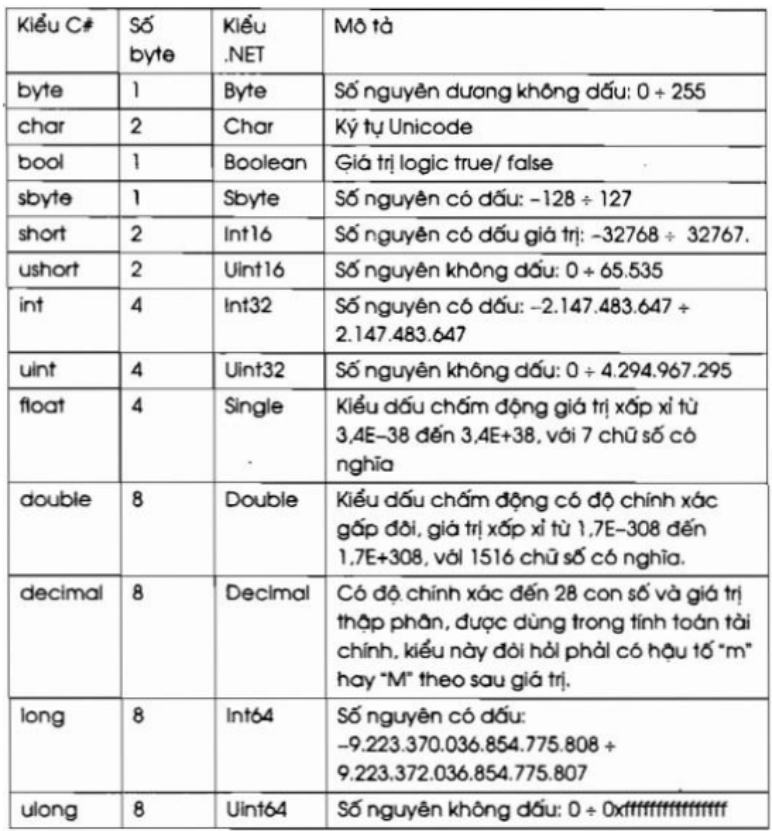 Kiểu C# Số byte Kiểu .NET Mô tả
byte 1 Byte Số nguyên dương không dấu: 0 ÷ 255
char 2 Char Ký tự Unicode
bool 1 Boolean Giá trị logic true/ false
sbyte 1 Sbyte Số nguyên có dấu: –128 ÷ 127
short 2 Int16 Số nguyên có dấu giá trị: –32768 ÷ 32767.
ushort 2 Uint16 Số nguyên không dấu: 0 ÷ 65.535
int 4 Int32 Số nguyên có dấu: –2.147.483.647 ÷
2.147.483.647
uint 4 Uint32 Số nguyên không dấu: 0 ÷ 4.294.967.295
float 4 Single Kiểu dấu chấm động giá trị xấp xỉ từ
3,4E–38 đến 3,4E+38, với 7 chữ số có
nghĩa
double 8 Double Kiểu dấu chấm động có độ chính xác
gấp đôi, giá trị xấp xỉ từ 1,7E–308 đến
1,7E+308, với 1516 chữ số có nghĩa.
decimal 8 Decimal Có độ chính xác đến 28 con số và giá trị
thập phân, được dùng trong tính toán tài
chính, kiểu này đòi hỏi phải có hậu tố "m"
hay "M" theo sau giá trị.
long 8 Int64 Số nguyên có dấu:
–9.223.370.036.854.775.808 ÷
9.223.372.036.854.775.807
ulong 8 Uint64 Số nguyên không dấu: 0 ÷ 0xffffffffffffffff